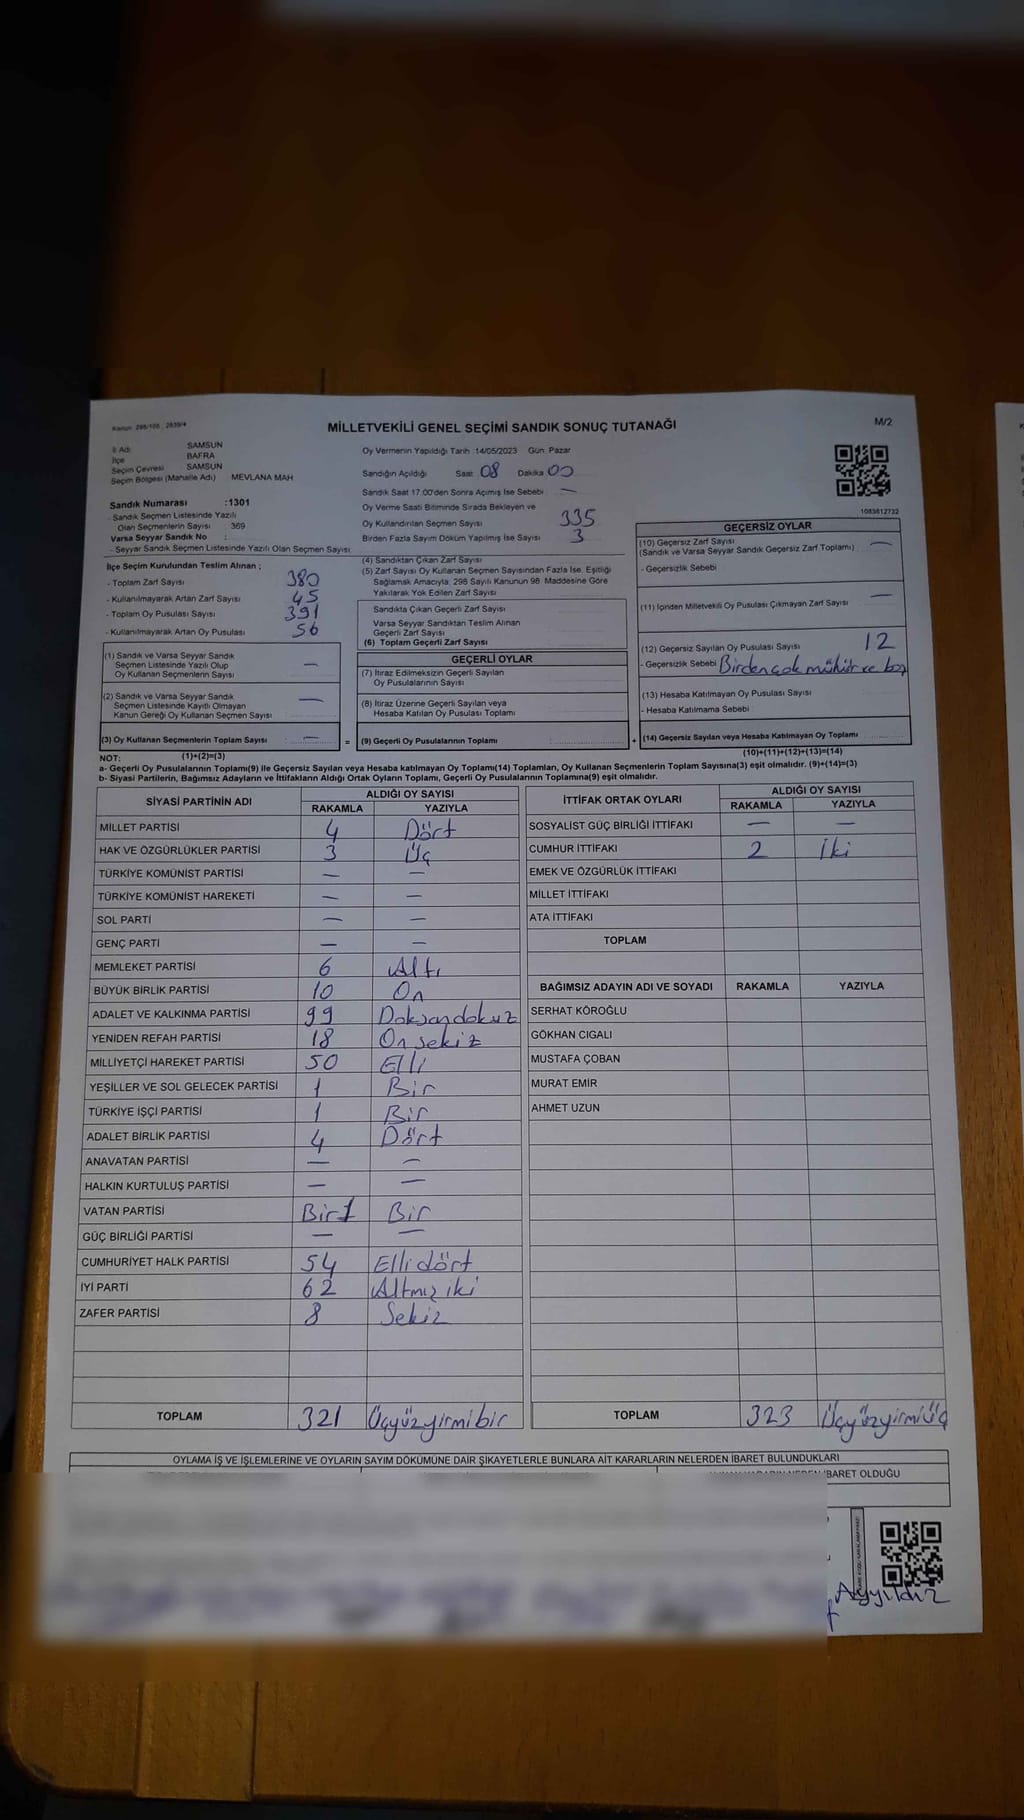 Kanun: 298/105 , 2839/4
MİLLETVEKİLİ GENEL SEÇİMİ SANDIK SONUÇ TUTANAĞI
M/2
İl Adı SAMSUN
İlçe BAFRA
Seçim Çevresi SAMSUN
Seçim Bölgesi (Mahalle Adı) MEVLANA MAH
Sandık Numarası :1301
- Sandık Seçmen Listesinde Yazılı
Olan Seçmenlerin Sayısı : 369
Varsa Seyyar Sandık No :
- Seyyar Sandık Seçmen Listesinde Yazılı Olan Seçmen Sayısı
Oy Vermenin Yapıldığı Tarih :14/05/2023 Gün: Pazar
Sandığın Açıldığı Saat 08 Dakika 00
Sandık Saat 17.00'den Sonra Açımış İse Sebebi : —
Oy Verme Saati Bitiminde Sırada Bekleyen ve
Oy Kullandırılan Seçmen Sayısı 335
Birden Fazla Sayım Döküm Yapılmış İse Sayısı 3
1083612732
İlçe Seçim Kurulundan Teslim Alınan ;
- Toplam Zarf Sayısı 380
- Kullanılmayarak Artan Zarf Sayısı 45
- Toplam Oy Pusulası Sayısı 391
- Kullanılmayarak Artan Oy Pusulası 56
(1) Sandık ve Varsa Seyyar Sandık
Seçmen Listesinde Yazılı Olup
Oy Kullanan Seçmenlerin Sayısı —
(2) Sandık ve Varsa Seyyar Sandık
Seçmen Listesinde Kayıtlı Olmayan
Kanun Gereği Oy Kullanan Seçmen Sayısı —
(3) Oy Kullanan Seçmenlerin Toplam Sayısı — =
(4) Sandıktan Çıkan Zarf Sayısı
(5) Zarf Sayısı Oy Kullanan Seçmen Sayısından Fazla İse, Eşitliği
Sağlamak Amacıyla; 298 Sayılı Kanunun 98. Maddesine Göre
Yakılarak Yok Edilen Zarf Sayısı
Sandıkta Çıkan Geçerli Zarf Sayısı
Varsa Seyyar Sandıktan Teslim Alınan
Geçerli Zarf Sayısı
(6) Toplam Geçerli Zarf Sayısı
GEÇERLİ OYLAR
(7) İtiraz Edilmeksizin Geçerli Sayılan
Oy Pusulalarının Sayısı
(8) İtiraz Üzerine Geçerli Sayılan veya
Hesaba Katılan Oy Pusulası Toplamı
(9) Geçerli Oy Pusulalarının Toplamı +
GEÇERSİZ OYLAR
(10) Geçersiz Zarf Sayısı
(Sandık ve Varsa Seyyar Sandık Geçersiz Zarf Toplamı) —
- Geçersizlik Sebebi
(11) İçinden Milletvekili Oy Pusulası Çıkmayan Zarf Sayısı —
(12) Geçersiz Sayılan Oy Pusulası Sayısı 12
- Geçersizlik Sebebi Birden çok mühür ve boş
(13) Hesaba Katılmayan Oy Pusulası Sayısı
- Hesaba Katılmama Sebebi :
(14) Geçersiz Sayılan veya Hesaba Katılmayan Oy Toplamı
NOT: (1)+(2)=(3) (10)+(11)+(12)+(13)=(14)
a- Geçerli Oy Pusulalarının Toplamı(9) ile Geçersiz Sayılan veya Hesaba katılmayan Oy Toplamı(14) Toplamları, Oy Kullanan Seçmenlerin Toplam Sayısına(3) eşit olmalıdır. (9)+(14)=(3)
b- Siyasi Partilerin, Bağımsız Adayların ve İttifakların Aldığı Ortak Oyların Toplamı, Geçerli Oy Pusulalarının Toplamına(9) eşit olmalıdır.
SİYASİ PARTİNİN ADI ALDIĞI OY SAYISI
RAKAMLA YAZIYLA
MİLLET PARTİSİ 4 Dört
HAK VE ÖZGÜRLÜKLER PARTİSİ 3 Üç
TÜRKİYE KOMÜNİST PARTİSİ — —
TÜRKİYE KOMÜNİST HAREKETİ — —
SOL PARTİ — —
GENÇ PARTİ — —
MEMLEKET PARTİSİ 6 Altı
BÜYÜK BİRLİK PARTİSİ 10 On
ADALET VE KALKINMA PARTİSİ 99 Doksandokuz
YENİDEN REFAH PARTİSİ 18 On sekiz
MİLLİYETÇİ HAREKET PARTİSİ 50 Elli
YEŞİLLER VE SOL GELECEK PARTİSİ 1 Bir
TÜRKİYE İŞÇİ PARTİSİ 1 Bir
ADALET BİRLİK PARTİSİ 4 Dört
ANAVATAN PARTİSİ — —
HALKIN KURTULUŞ PARTİSİ — —
VATAN PARTİSİ Bir1 Bir
GÜÇ BİRLİĞİ PARTİSİ — —
CUMHURİYET HALK PARTİSİ 54 Elli dört
İYİ PARTİ 62 Altmız iki
ZAFER PARTİSİ 8 Sekiz
TOPLAM 321 Üçyüzyirmibir
İTTİFAK ORTAK OYLARI ALDIĞI OY SAYISI
RAKAMLA YAZIYLA
SOSYALİST GÜÇ BİRLİĞİ İTTİFAKI — —
CUMHUR İTTİFAKI 2 İki
EMEK VE ÖZGÜRLÜK İTTİFAKI
MİLLET İTTİFAKI
ATA İTTİFAKI
TOPLAM
BAĞIMSIZ ADAYIN ADI VE SOYADI RAKAMLA YAZIYLA
SERHAT KÖROĞLU
GÖKHAN CIGALI
MUSTAFA ÇOBAN
MURAT EMİR
AHMET UZUN
TOPLAM 323 Üçyüzyirmiüç
OYLAMA İŞ VE İŞLEMLERİNE VE OYLARIN SAYIM DÖKÜMÜNE DAİR ŞİKAYETLERLE BUNLARA AİT KARARLARIN NELERDEN İBARET BULUNDUKLARI
İBARET OLDUĞU
Ayyıldız